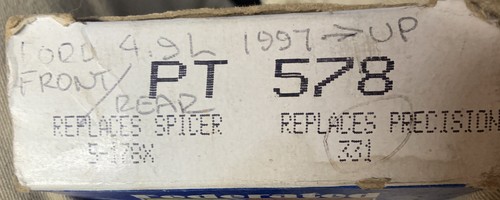 FORD 4.9L 1997 → UP
FRONT/
REAR
PT 578
REPLACES SPICER
5-178X
REPLACES PRECISION
331